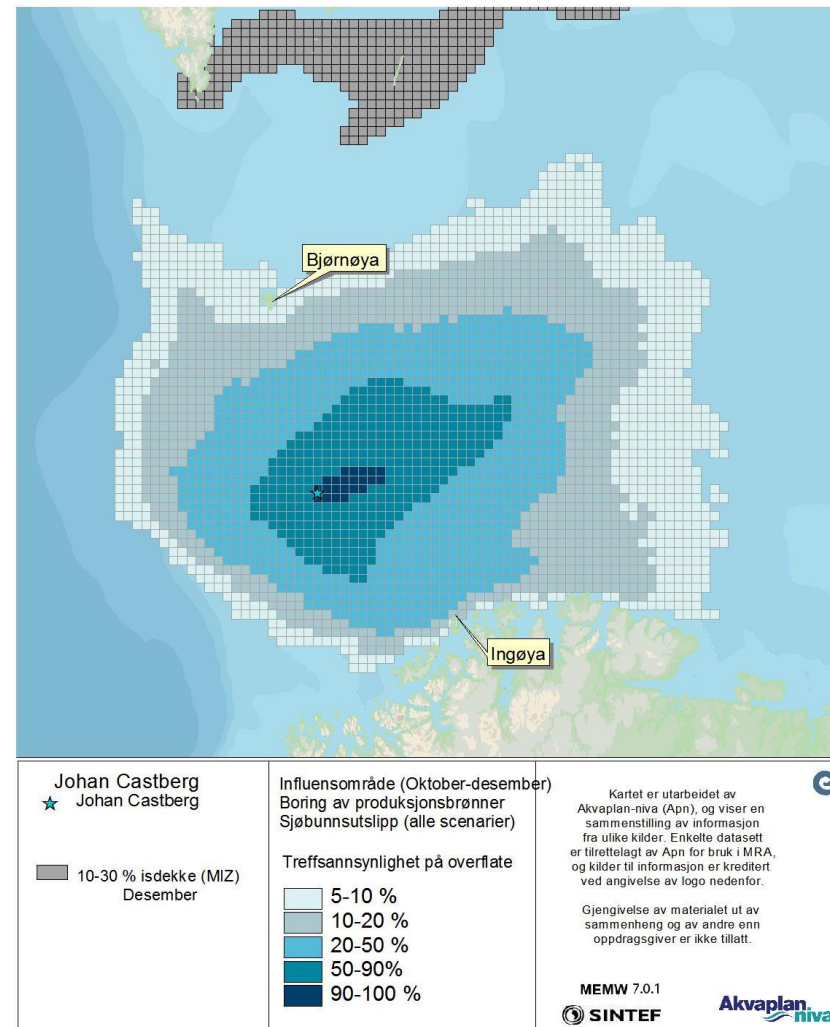 Bjørnøya
Ingøya
Johan Castberg
Johan Castberg
10-30 % isdekke (MIZ)
Desember
Influensområde (Oktober-desember)
Boring av produksjonsbrønner
Sjøbunnsutslipp (alle scenarier)
Treffsannsynlighet på overflate
5-10 %
10-20 %
20-50 %
50-90%
90-100 %
Kartet er utarbeidet av
Akvaplan-niva (Apn), og viser en
sammenstilling av informasjon
fra ulike kilder. Enkelte datasett
er tilrettelagt av Apn for bruk i MRA,
og kilder til informasjon er kreditert
ved angivelse av logo nedenfor.
Gjengivelse av materialet ut av
sammenheng og av andre enn
oppdragsgiver er ikke tillatt.
MEMW 7.0.1
SINTEF
Akvaplan
niva